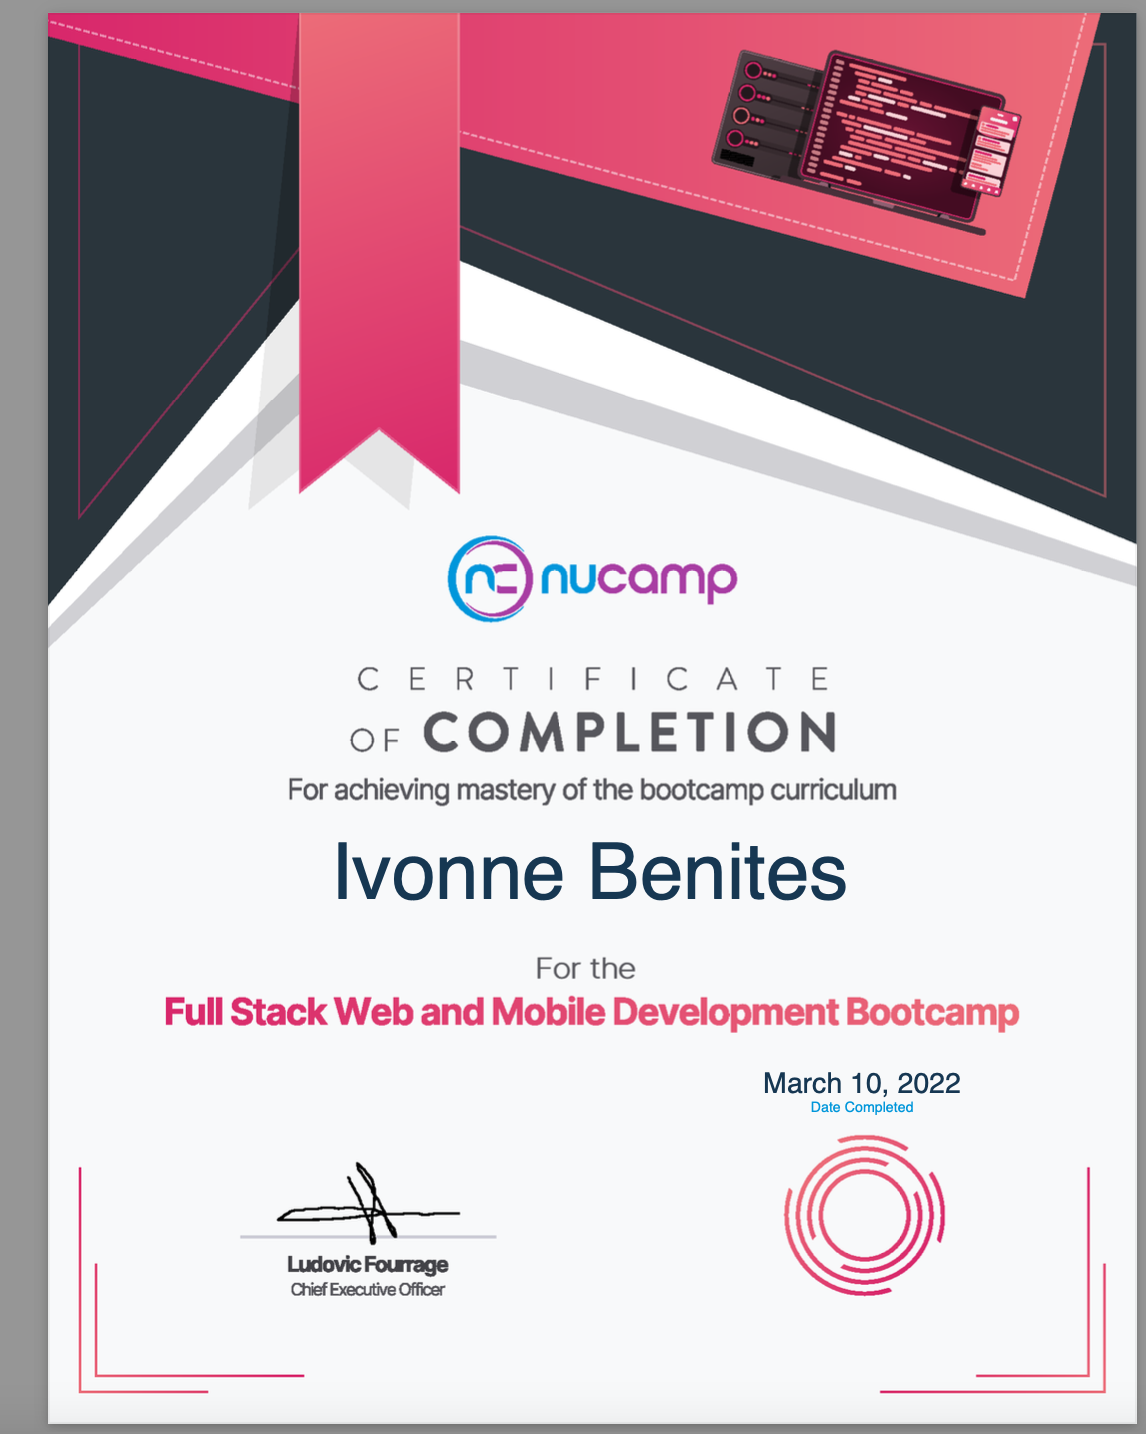 nc nucamp
CERTIFICATE
OF COMPLETION
For achieving mastery of the bootcamp curriculum
Ivonne Benites
For the
Full Stack Web and Mobile Development Bootcamp
March 10, 2022
Date Completed
Ludovic Fourrage
Chief Executive Officer